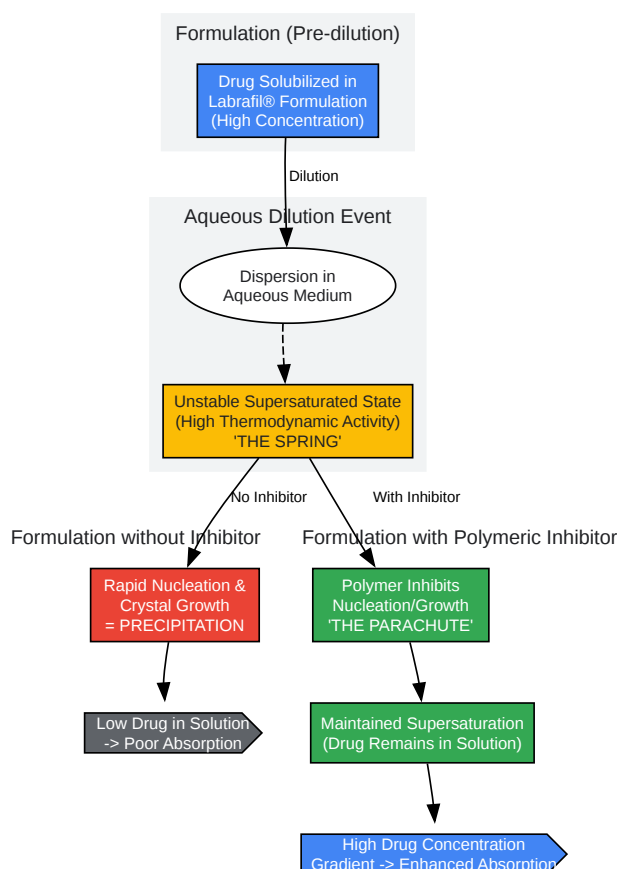 Formulation (Pre-dilution)
Drug Solubilized in
Labrafil® Formulation
(High Concentration)
Dilution
Aqueous Dilution Event
Dispersion in
Aqueous Medium
Unstable Supersaturated State
(High Thermodynamic Activity)
'THE SPRING'
No Inhibitor
With Inhibitor
Formulation without Inhibitor
Formulation with Polymeric Inhibitor
Rapid Nucleation &
Crystal Growth
= PRECIPITATION
Polymer Inhibits
Nucleation/Growth
'THE PARACHUTE'
Low Drug in Solution
-> Poor Absorption
Maintained Supersaturation
(Drug Remains in Solution)
High Drug Concentration
Gradient -> Enhanced Absorption